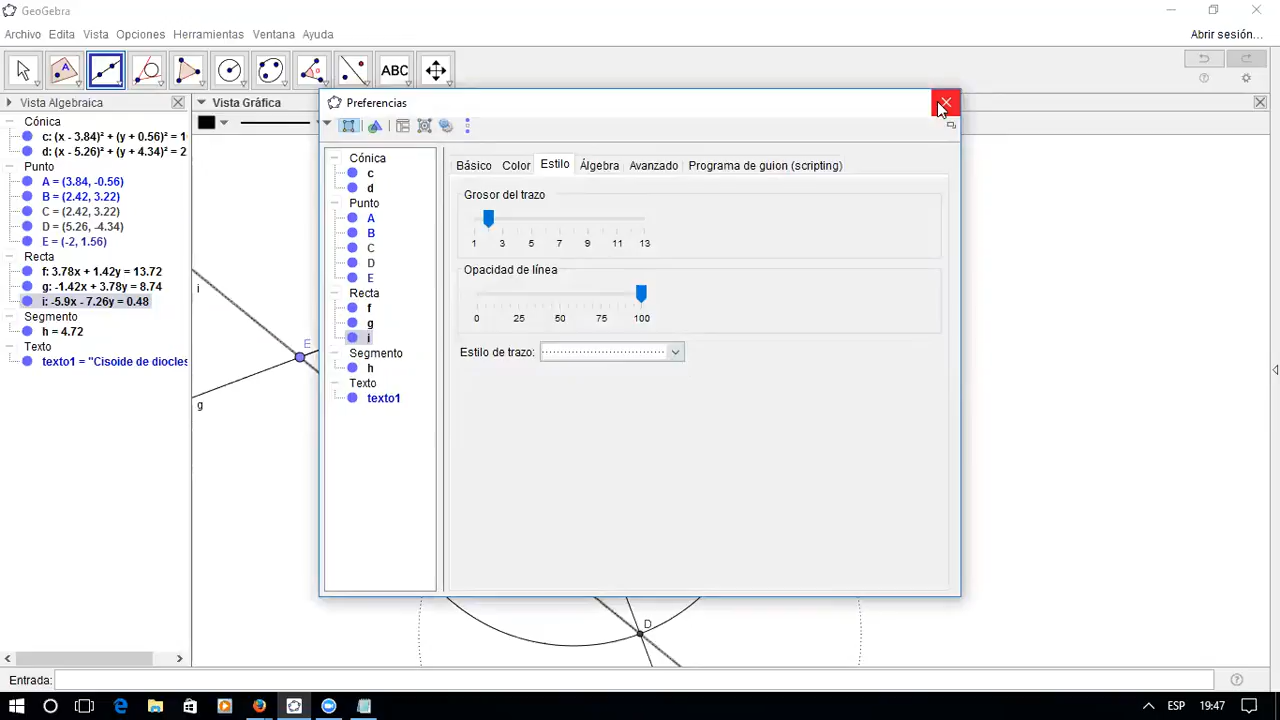 GeoGebra
Archivo Edita Vista Opciones Herramientas Ventana Ayuda
Abrir sesión...
A
ABC
Vista Algebraica
Vista Gráfica
Cónica
c: (x - 3.84)² + (y + 0.56)² = 1
d: (x - 5.26)² + (y + 4.34)² = 2
Punto
A = (3.84, -0.56)
B = (2.42, 3.22)
C = (2.42, 3.22)
D = (5.26, -4.34)
E = (-2, 1.56)
Recta
f: 3.78x + 1.42y = 13.72
g: -1.42x + 3.78y = 8.74
i: -5.9x - 7.26y = 0.48
Segmento
h = 4.72
Texto
texto1 = "Cisoide de diocles
i
E
g
D
Preferencias
Cónica
c
d
Punto
A
B
C
D
E
Recta
f
g
i
Segmento
h
Texto
texto1
Básico Color Estilo Álgebra Avanzado Programa de guion (scripting)
Grosor del trazo
1 3 5 7 9 11 13
Opacidad de línea
0 25 50 75 100
Estilo de trazo:
Entrada:
ESP 19:47